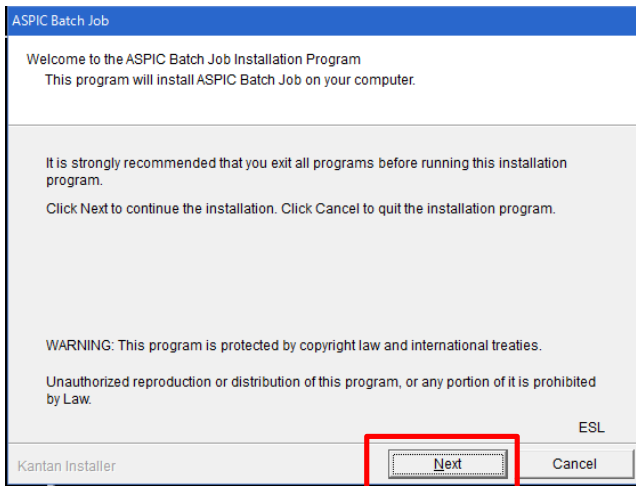 ASPIC Batch Job
Welcome to the ASPIC Batch Job Installation Program
This program will install ASPIC Batch Job on your computer.
It is strongly recommended that you exit all programs before running this installation
program.
Click Next to continue the installation. Click Cancel to quit the installation program.
WARNING: This program is protected by copyright law and international treaties.
Unauthorized reproduction or distribution of this program, or any portion of it is prohibited
by Law.
ESL
Kantan Installer
Next
Cancel